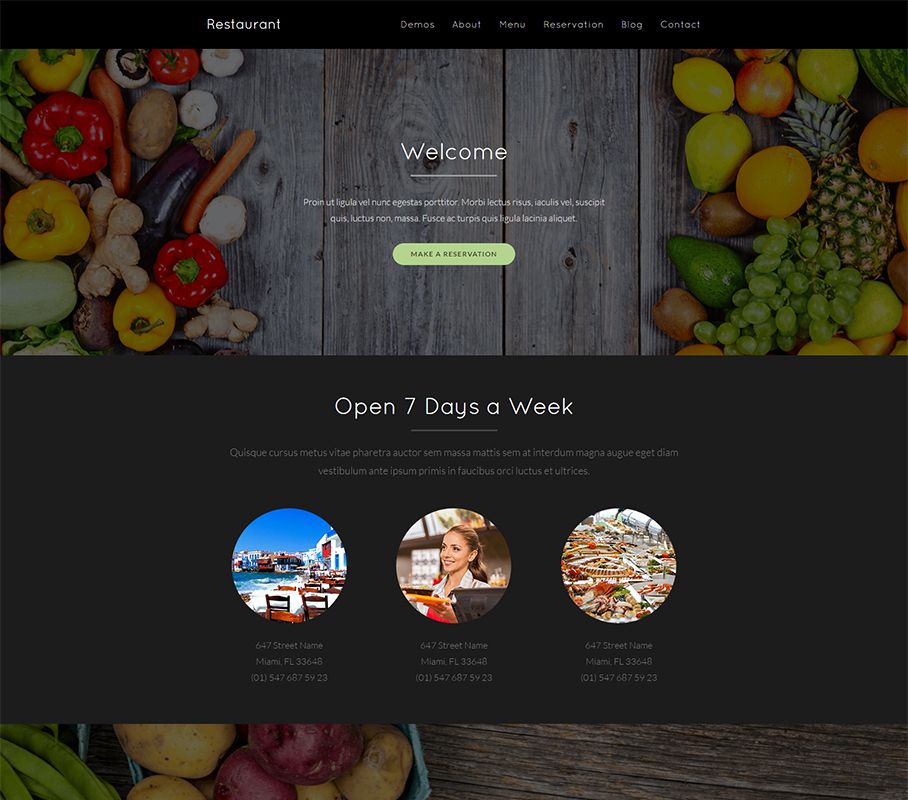 Restaurant
Demos About Menu Reservation Blog Contact
Welcome
Proin ut ligula vel nunc egestas porttitor. Morbi lectus risus, iaculis vel, suscipit
quis, luctus non, massa. Fusce ac turpis quis ligula lacinia aliquet.
MAKE A RESERVATION
Open 7 Days a Week
Quisque cursus metus vitae pharetra auctor sem massa mattis sem at interdum magna augue eget diam
vestibulum ante ipsum primis in faucibus orci luctus et ultrices.
647 Street Name
Miami, FL 33648
(01) 547 687 59 23
647 Street Name
Miami, FL 33648
(01) 547 687 59 23
647 Street Name
Miami, FL 33648
(01) 547 687 59 23